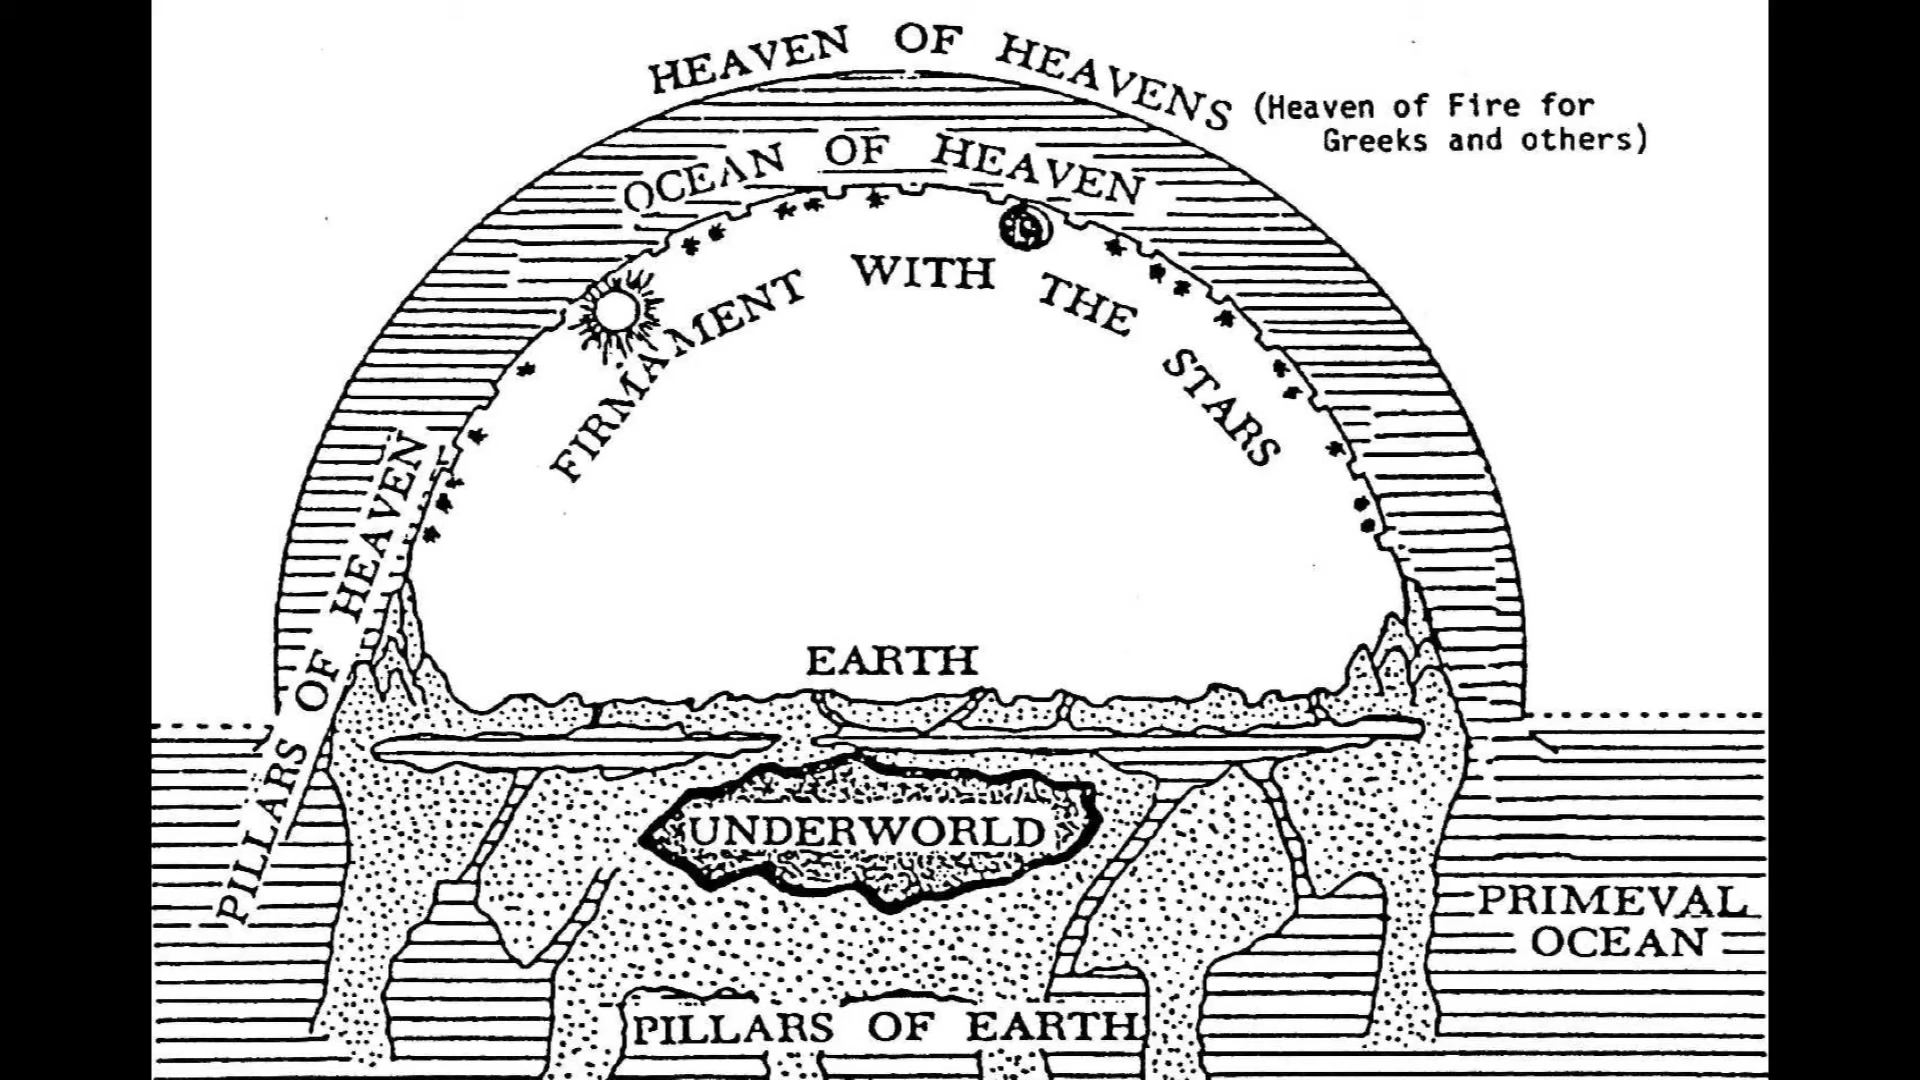 HEAVEN OF HEAVENS
(Heaven of Fire for
Greeks and others)
OCEAN OF HEAVEN
FIRMAMENT WITH THE STARS
PILLARS OF HEAVEN
EARTH
UNDERWORLD
PRIMEVAL
OCEAN
PILLARS OF EARTH